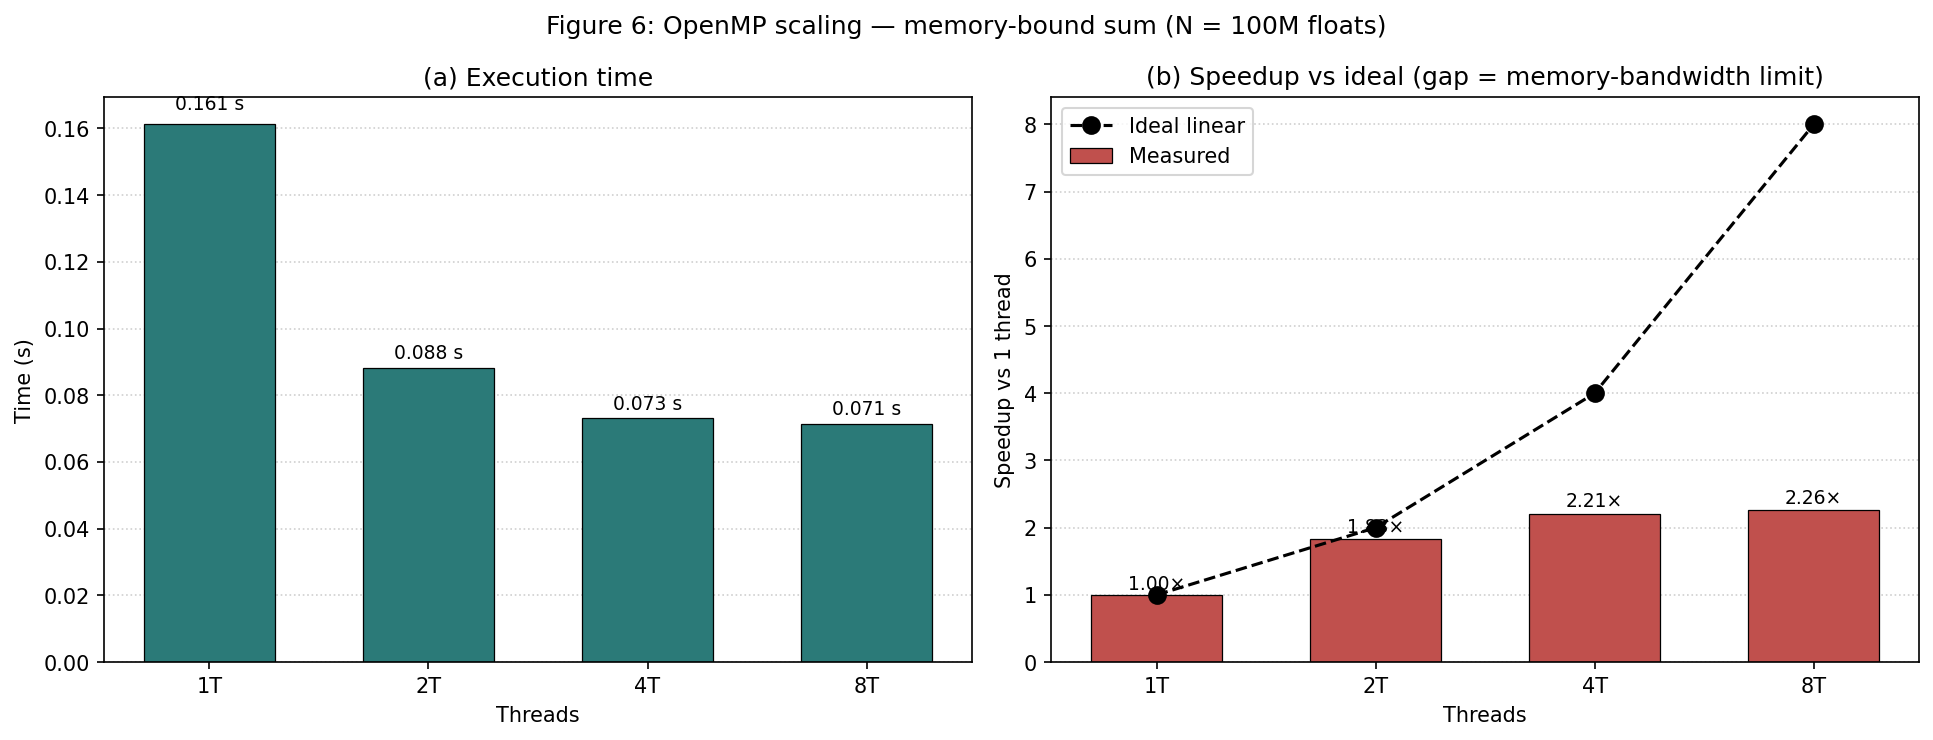 Figure 6: OpenMP scaling — memory-bound sum (N = 100M floats)
(a) Execution time
0.161 s
0.088 s
0.073 s
0.071 s
0.16
0.14
0.12
0.10
0.08
0.06
0.04
0.02
0.00
Time (s)
1T
2T
4T
8T
Threads
(b) Speedup vs ideal (gap = memory-bandwidth limit)
Ideal linear
Measured
1.00×
2.21×
2.26×
8
7
6
5
4
3
2
1
0
Speedup vs 1 thread
1T
2T
4T
8T
Threads